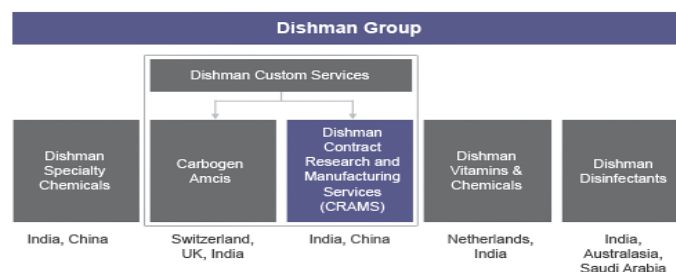 Dishman Group
Dishman Custom Services
Dishman
Specialty
Chemicals
Carbogen
Amcis
Dishman
Contract
Research and
Manufacturing
Services
(CRAMS)
Dishman
Vitamins &
Chemicals
Dishman
Disinfectants
India, China
Switzerland,
UK, India
India, China
Netherlands,
India
India,
Australasia,
Saudi Arabia